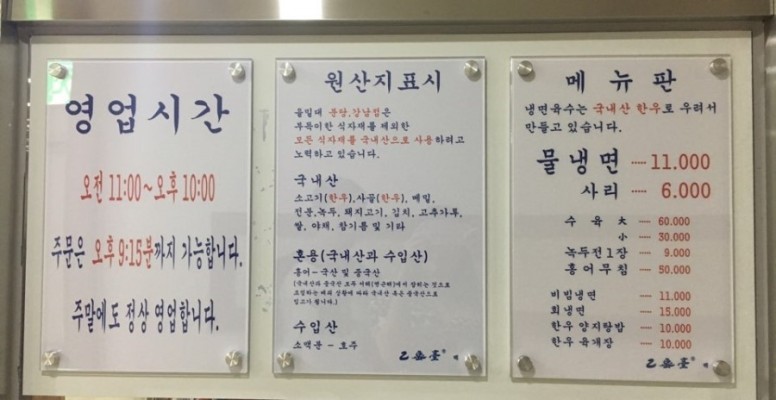 영업시간
오전 11:00~오후 10:00
주문은 오후 9:15분까지 가능합니다.
주말에도 정상 영업합니다.
원산지표시
을밀대 분당,강남점은
부득이한 식자재를 제외한
모든 식자재를 국내산으로 사용하려고
노력하고 있습니다.
국내산
소고기(한우),사골(한우), 메밀,
전분,녹두, 돼지고기, 김치, 고추가루,
쌀, 야채, 참기름 및 기타
혼용(국내산과 수입산)
홍어-국산 및 중국산
수입산
소맥분 - 호주
메뉴판
냉면육수는 국내산 한우로 우려서
만들고 있습니다.
물냉면 ···· 11.000
사리 ···· 6.000
수 육 大 ···· 60.000
小 ···· 30.000
녹두전 1장 ···· 9.000
홍어무침 ···· 50.000
비빔냉면 ···· 11.000
회냉면 ···· 15.000
한우 양지탕밥 ···· 10.000
한우 육개장 ···· 10.000